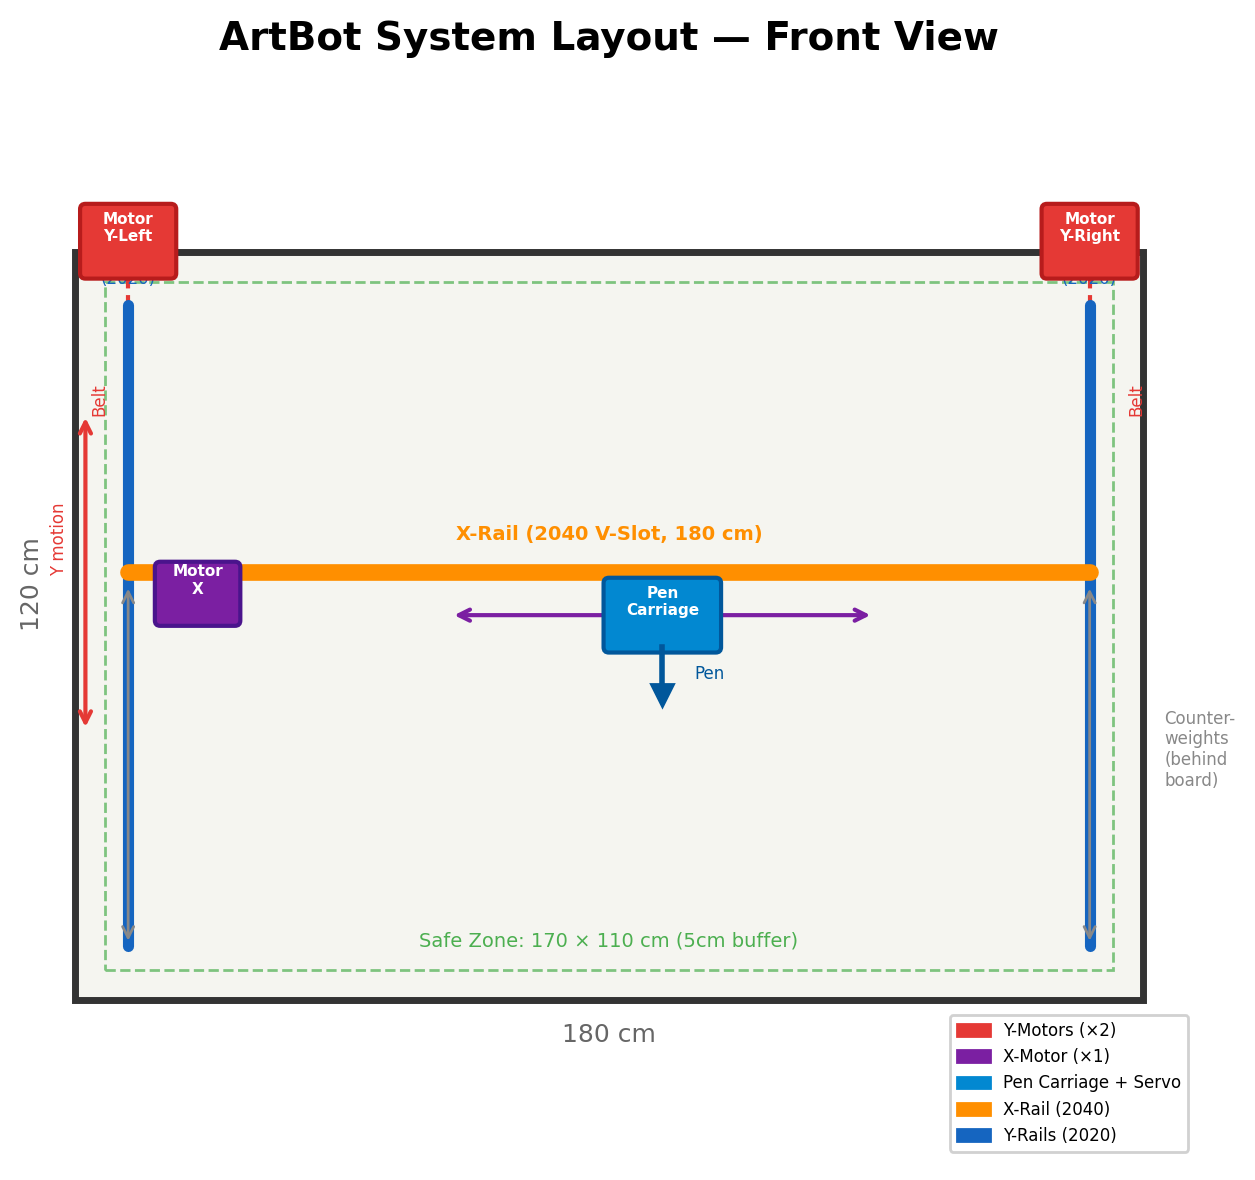 ArtBot System Layout — Front View
Motor
Y-Left
Motor
Y-Right
(2020)
(2020)
Belt
Belt
Y motion
120 cm
X-Rail (2040 V-Slot, 180 cm)
Motor
X
Pen
Carriage
Pen
Counter-
weights
(behind
board)
Safe Zone: 170 × 110 cm (5cm buffer)
180 cm
Y-Motors (×2)
X-Motor (×1)
Pen Carriage + Servo
X-Rail (2040)
Y-Rails (2020)